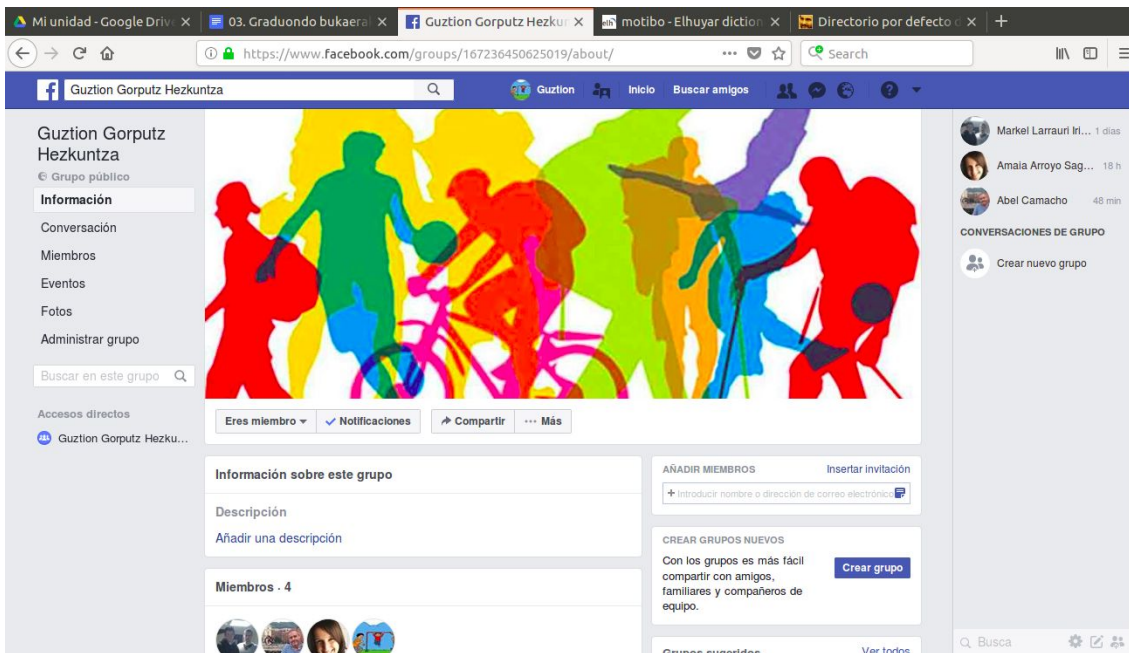 Mi unidad - Google Drive
03. Graduondo bukaera
Guztion Gorputz Hezkun
motibo - Elhuyar diction
Directorio por defecto d
https://www.facebook.com/groups/167236450625019/about/
Search
Guztion Gorputz Hezkuntza
Guztion
Inicio
Buscar amigos
Guztion Gorputz
Hezkuntza
Grupo público
Información
Conversación
Miembros
Eventos
Fotos
Administrar grupo
Buscar en este grupo
Accesos directos
Guztion Gorputz Hezku...
Eres miembro
Notificaciones
Compartir
··· Más
Información sobre este grupo
Descripción
Añadir una descripción
Miembros · 4
AÑADIR MIEMBROS
Insertar invitación
+ Introducir nombre o dirección de correo electrónico
CREAR GRUPOS NUEVOS
Con los grupos es más fácil
compartir con amigos,
familiares y compañeros de
equipo.
Crear grupo
Grupos sugeridos
Ver todos
Markel Larrauri Iri... 1 días
Amaia Arroyo Sag... 18 h
Abel Camacho 48 min
CONVERSACIONES DE GRUPO
Crear nuevo grupo
Busca